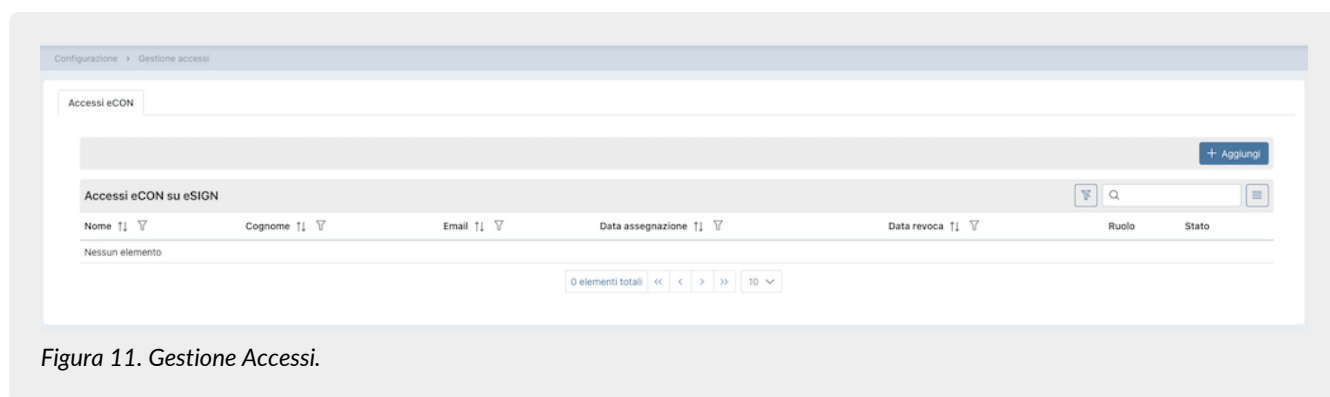 Configurazione > Gestione accessi
Accessi eCON
+ Aggiungi
Accessi eCON su eSIGN
Nome Cognome Email Data assegnazione Data revoca Ruolo Stato
Nessun elemento
0 elementi totali << < > >> 10
Figura 11. Gestione Accessi.